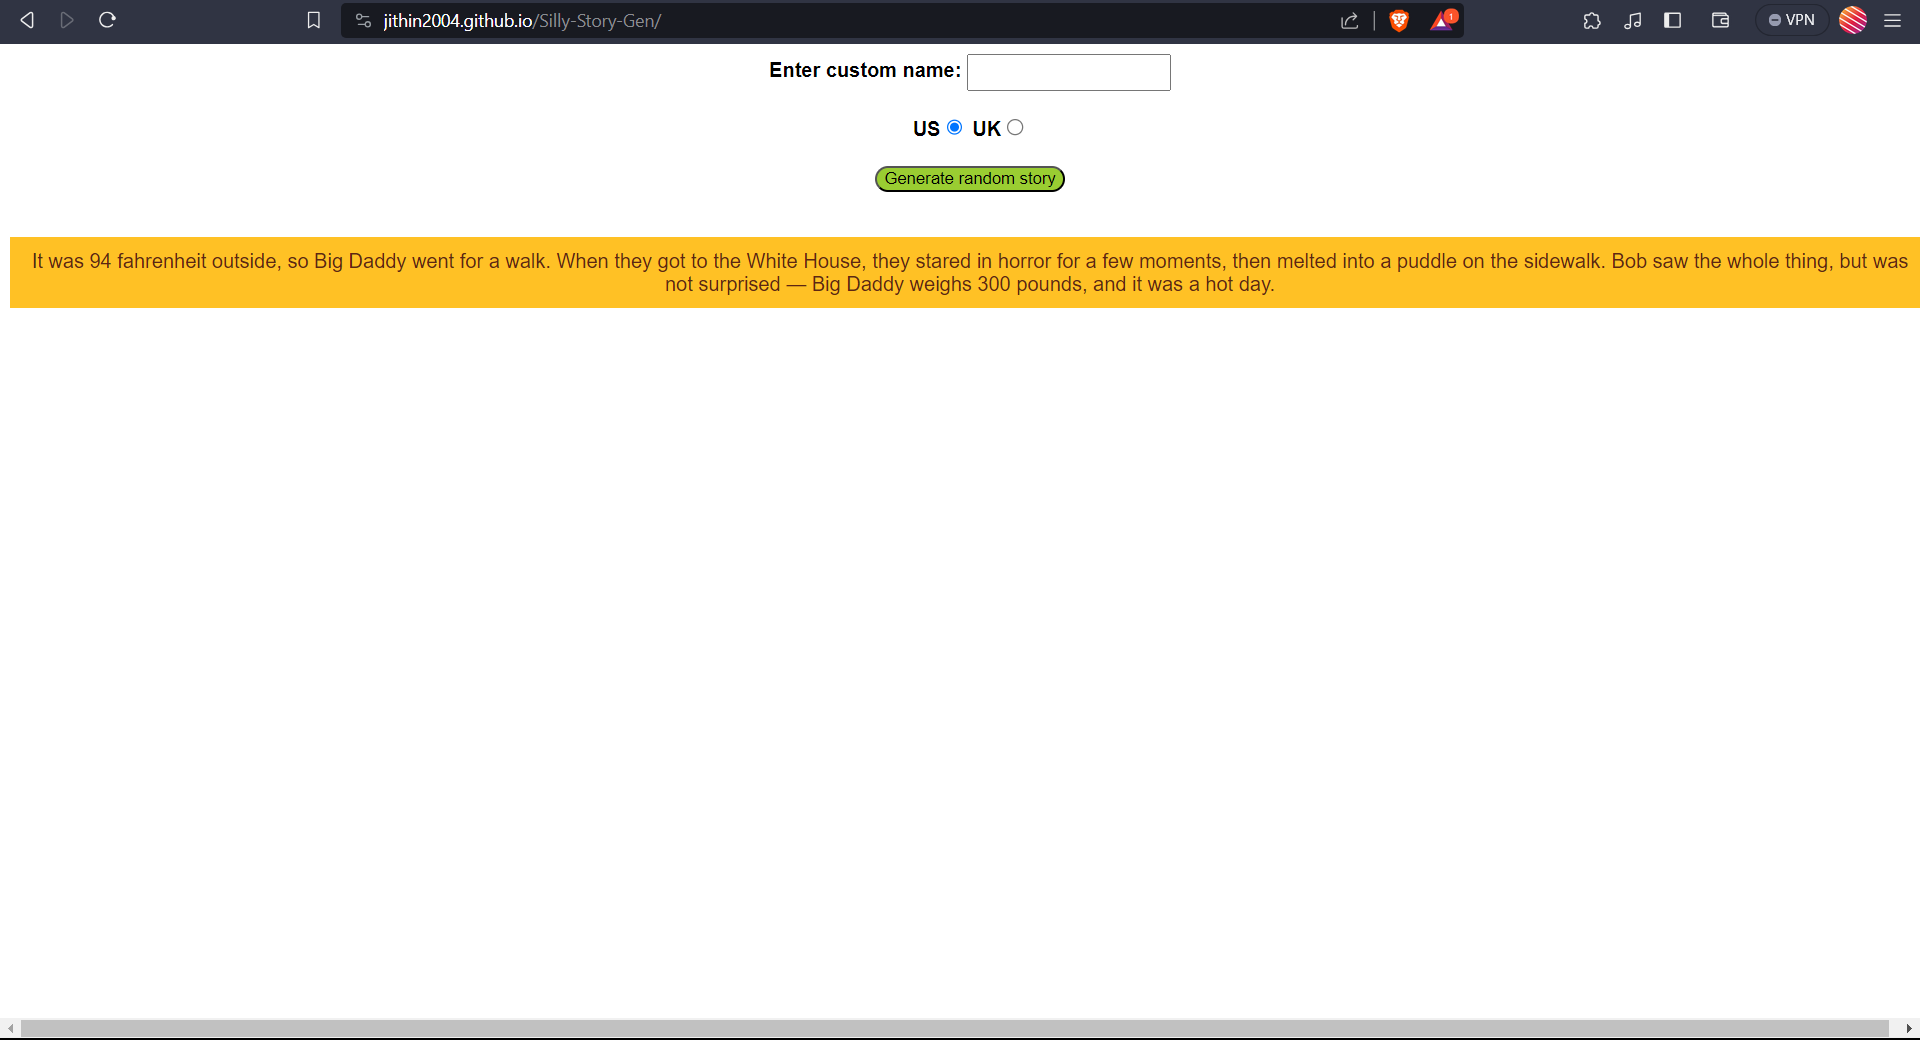 jithin2004.github.io/Silly-Story-Gen/
1
VPN
Enter custom name:
US UK
Generate random story
It was 94 fahrenheit outside, so Big Daddy went for a walk. When they got to the White House, they stared in horror for a few moments, then melted into a puddle on the sidewalk. Bob saw the whole thing, but was
not surprised — Big Daddy weighs 300 pounds, and it was a hot day.